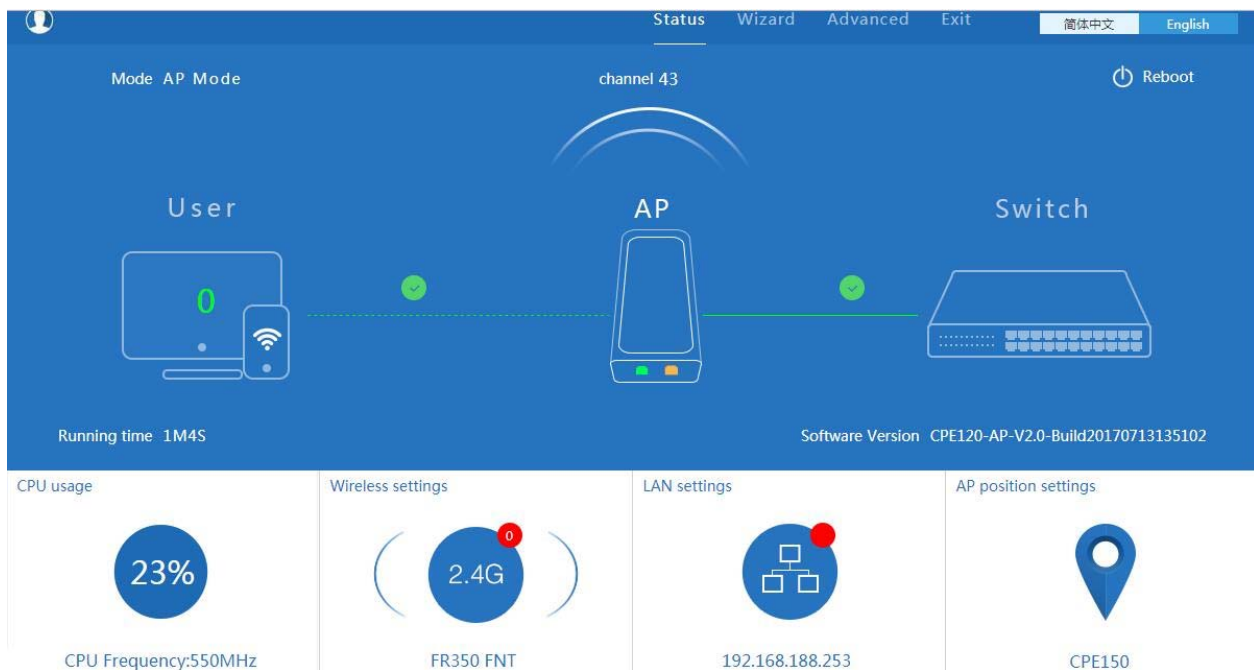 Status Wizard Advanced Exit 简体中文 English
Mode AP Mode channel 43 Reboot
User AP Switch
0
Running time 1M4S Software Version CPE120-AP-V2.0-Build20170713135102
CPU usage Wireless settings LAN settings AP position settings
0
23% 2.4G
CPU Frequency:550MHz FR350 FNT 192.168.188.253 CPE150